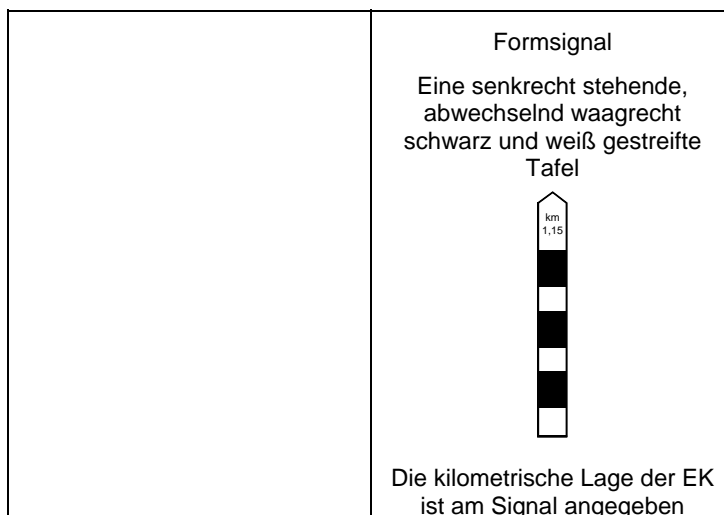 Formsignal
Eine senkrecht stehende,
abwechselnd waagrecht
schwarz und weiß gestreifte
Tafel
km
1,15
Die kilometrische Lage der EK
ist am Signal angegeben